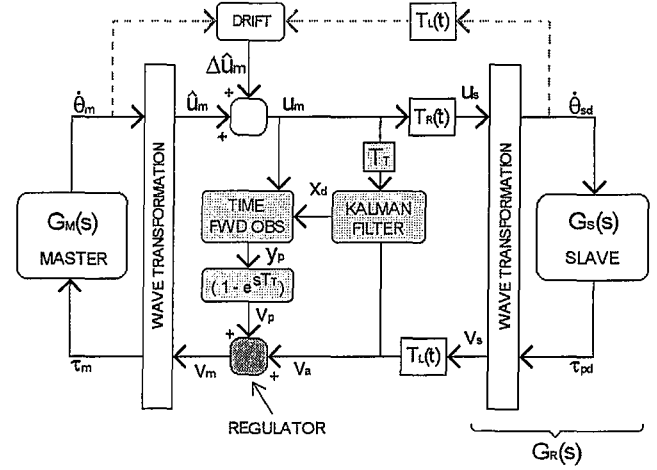 DRIFT
T_L(t)
Δû_m
θ̇_m
û_m
u_m
T_R(t)
u_s
θ̇_sd
+
+
T_T
WAVE TRANSFORMATION
x_d
TIME
FWD OBS
KALMAN
FILTER
WAVE TRANSFORMATION
G_M(s)
MASTER
G_S(s)
SLAVE
y_p
(1 - e^sT_T)
v_p
+
τ_m
v_m
+
v_a
T_L(t)
v_s
τ_pd
REGULATOR
G_R(s)